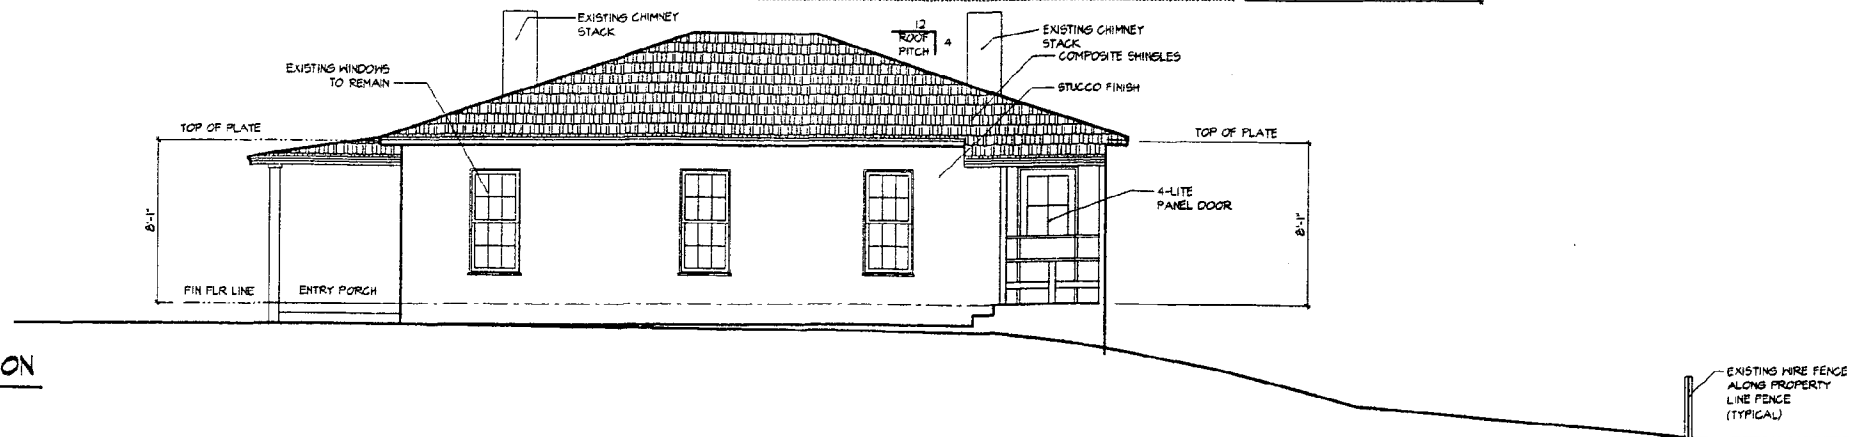 EXISTING CHIMNEY
STACK
12
ROOF
PITCH
4
EXISTING CHIMNEY
STACK
COMPOSITE SHINGLES
EXISTING WINDOWS
TO REMAIN
STUCCO FINISH
TOP OF PLATE
TOP OF PLATE
4-LITE
PANEL DOOR
8'-1"
8'-1"
FIN FLR LINE
ENTRY PORCH
ON
EXISTING WIRE FENCE
ALONG PROPERTY
LINE FENCE
(TYPICAL)